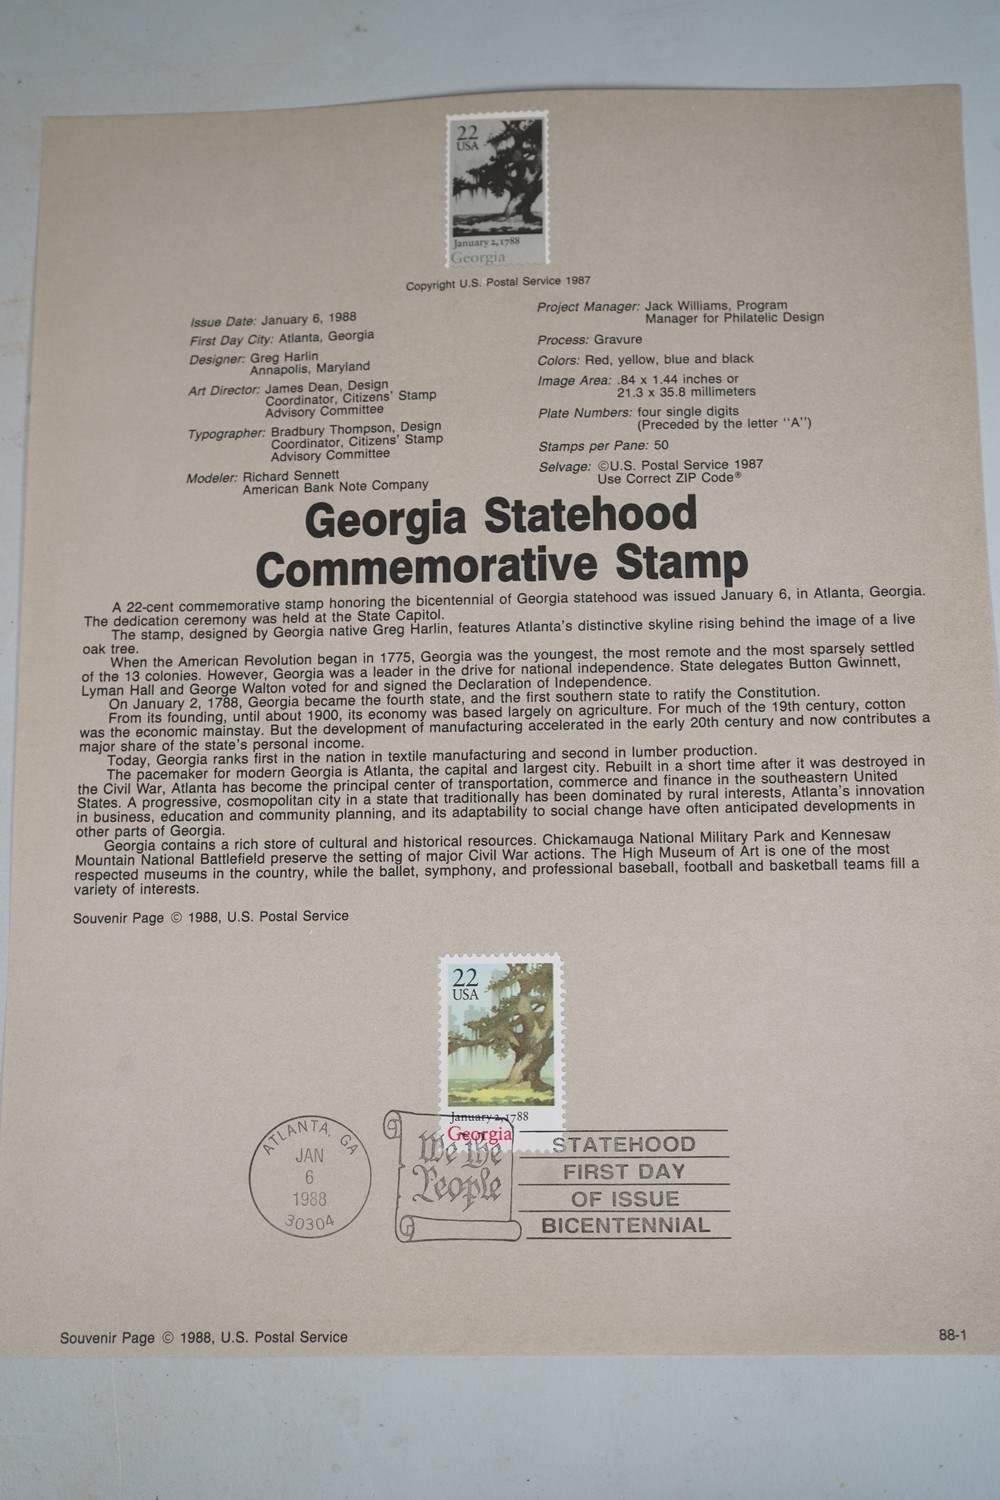 22
USA
January 2, 1788
Georgia
Copyright U.S. Postal Service 1987
Issue Date: January 6, 1988
First Day City: Atlanta, Georgia
Designer: Greg Harlin
Annapolis, Maryland
Art Director: James Dean, Design
Coordinator, Citizens' Stamp
Advisory Committee
Typographer: Bradbury Thompson, Design
Coordinator, Citizens' Stamp
Advisory Committee
Modeler: Richard Sennett
American Bank Note Company
Project Manager: Jack Williams, Program
Manager for Philatelic Design
Process: Gravure
Colors: Red, yellow, blue and black
Image Area: .84 x 1.44 inches or
21.3 x 35.8 millimeters
Plate Numbers: four single digits
(Preceded by the letter "A")
Stamps per Pane: 50
Selvage: ©U.S. Postal Service 1987
Use Correct ZIP Code®
Georgia Statehood
Commemorative Stamp
A 22-cent commemorative stamp honoring the bicentennial of Georgia statehood was issued January 6, in Atlanta, Georgia.
The dedication ceremony was held at the State Capitol.
The stamp, designed by Georgia native Greg Harlin, features Atlanta's distinctive skyline rising behind the image of a live
oak tree.
When the American Revolution began in 1775, Georgia was the youngest, the most remote and the most sparsely settled
of the 13 colonies. However, Georgia was a leader in the drive for national independence. State delegates Button Gwinnett,
Lyman Hall and George Walton voted for and signed the Declaration of Independence.
On January 2, 1788, Georgia became the fourth state, and the first southern state to ratify the Constitution.
From its founding, until about 1900, its economy was based largely on agriculture. For much of the 19th century, cotton
was the economic mainstay. But the development of manufacturing accelerated in the early 20th century and now contributes a
major share of the state's personal income.
Today, Georgia ranks first in the nation in textile manufacturing and second in lumber production.
The pacemaker for modern Georgia is Atlanta, the capital and largest city. Rebuilt in a short time after it was destroyed in
the Civil War, Atlanta has become the principal center of transportation, commerce and finance in the southeastern United
States. A progressive, cosmopolitan city in a state that traditionally has been dominated by rural interests, Atlanta's innovation
in business, education and community planning, and its adaptability to social change have often anticipated developments in
other parts of Georgia.
Georgia contains a rich store of cultural and historical resources. Chickamauga National Military Park and Kennesaw
Mountain National Battlefield preserve the setting of major Civil War actions. The High Museum of Art is one of the most
respected museums in the country, while the ballet, symphony, and professional baseball, football and basketball teams fill a
variety of interests.
Souvenir Page © 1988, U.S. Postal Service
22
USA
January 2, 1788
Georgia
ATLANTA, GA
JAN
6
1988
30304
We the
People
STATEHOOD
FIRST DAY
OF ISSUE
BICENTENNIAL
Souvenir Page © 1988, U.S. Postal Service
88-1